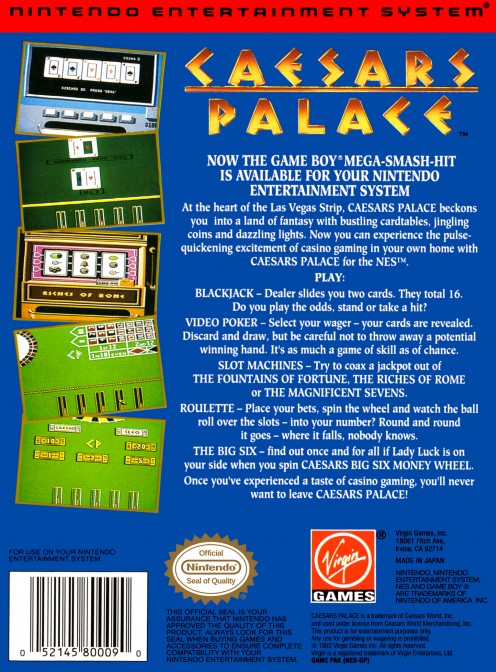 NINTENDO ENTERTAINMENT SYSTEM®
CAESARS
PALACE™
NOW THE GAME BOY® MEGA-SMASH-HIT
IS AVAILABLE FOR YOUR NINTENDO
ENTERTAINMENT SYSTEM
At the heart of the Las Vegas Strip, CAESARS PALACE beckons
you into a land of fantasy with bustling cardtables, jingling
coins and dazzling lights. Now you can experience the pulse-
quickening excitement of casino gaming in your own home with
CAESARS PALACE for the NES™.
PLAY:
BLACKJACK – Dealer slides you two cards. They total 16.
Do you play the odds, stand or take a hit?
VIDEO POKER – Select your wager – your cards are revealed.
Discard and draw, but be careful not to throw away a potential
winning hand. It's as much a game of skill as of chance.
SLOT MACHINES – Try to coax a jackpot out of
THE FOUNTAINS OF FORTUNE, THE RICHES OF ROME
or THE MAGNIFICENT SEVENS.
ROULETTE – Place your bets, spin the wheel and watch the ball
roll over the slots – into your number? Round and round
it goes – where it falls, nobody knows.
THE BIG SIX – find out once and for all if Lady Luck is on
your side when you spin CAESARS BIG SIX MONEY WHEEL.
Once you've experienced a taste of casino gaming, you'll never
want to leave CAESARS PALACE!
RICHES OF ROME
FOR USE ON YOUR NINTENDO
ENTERTAINMENT SYSTEM
0 52145 80009 0
Official
Nintendo
Seal of Quality
THIS OFFICIAL SEAL IS YOUR
ASSURANCE THAT NINTENDO HAS
APPROVED THE QUALITY OF THIS
PRODUCT. ALWAYS LOOK FOR THIS
SEAL WHEN BUYING GAMES AND
ACCESSORIES TO ENSURE COMPLETE
COMPATIBILITY WITH YOUR
NINTENDO ENTERTAINMENT SYSTEM.
Virgin®
GAMES
Virgin Games, Inc.
18061 Fitch Ave,
Irvine, CA 92714
MADE IN JAPAN
NINTENDO, NINTENDO
ENTERTAINMENT SYSTEM,
NES AND GAME BOY ®
ARE TRADEMARKS OF
NINTENDO OF AMERICA INC.
CAESARS PALACE is a trademark of Caesars World, Inc.
and used under license from Caesars World Merchandising, Inc.
This product is for entertainment purposes only.
Any use for gambling or wagering is prohibited.
© 1992 Virgin Games, Inc. All rights reserved.
Virgin is a registered trademark of Virgin Enterprises, Ltd.
GAME PAK (NES-GP)